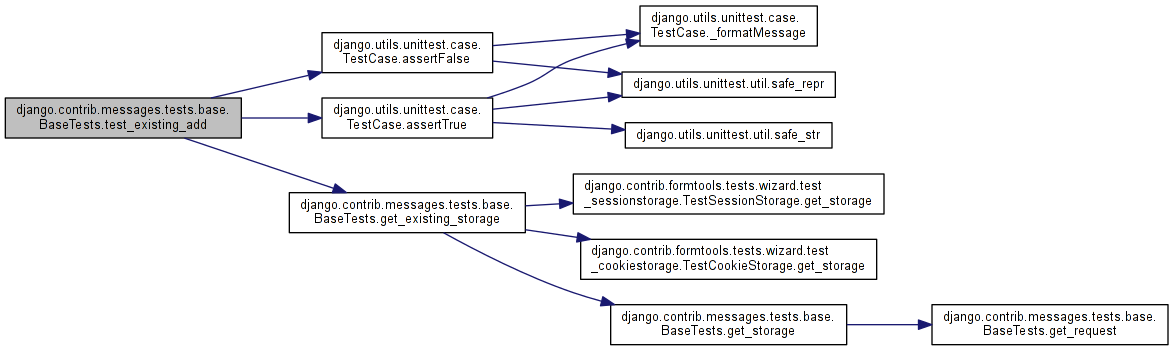 django.contrib.messages.tests.base.
BaseTests.test_existing_add
django.utils.unittest.case.
TestCase.assertFalse
django.utils.unittest.case.
TestCase.assertTrue
django.contrib.messages.tests.base.
BaseTests.get_existing_storage
django.utils.unittest.case.
TestCase._formatMessage
django.utils.unittest.util.safe_repr
django.utils.unittest.util.safe_str
django.contrib.formtools.tests.wizard.test
_sessionstorage.TestSessionStorage.get_storage
django.contrib.formtools.tests.wizard.test
_cookiestorage.TestCookieStorage.get_storage
django.contrib.messages.tests.base.
BaseTests.get_storage
django.contrib.messages.tests.base.
BaseTests.get_request